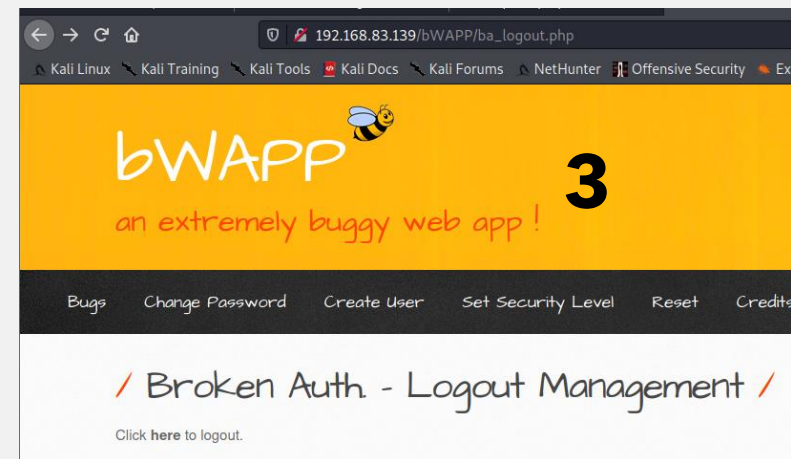 192.168.83.139/bWAPP/ba_logout.php
Kali Linux Kali Training Kali Tools Kali Docs Kali Forums NetHunter Offensive Security Ex
bWAPP
3
an extremely buggy web app !
Bugs Change Password Create User Set Security Level Reset Credits
/ Broken Auth. - Logout Management /
Click here to logout.